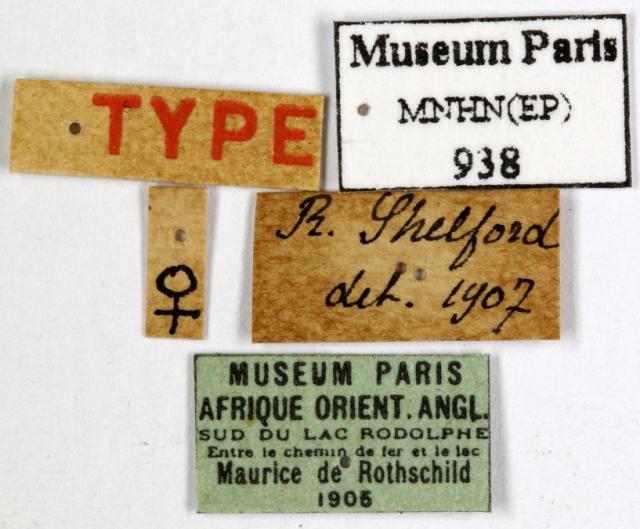 TYPE
Museum Paris
MNHN(EP)
938
♀
R. Shelford
det. 1907
MUSEUM PARIS
AFRIQUE ORIENT. ANGL.
SUD DU LAC RODOLPHE
Entre le chemin de fer et le lac
Maurice de Rothschild
1905